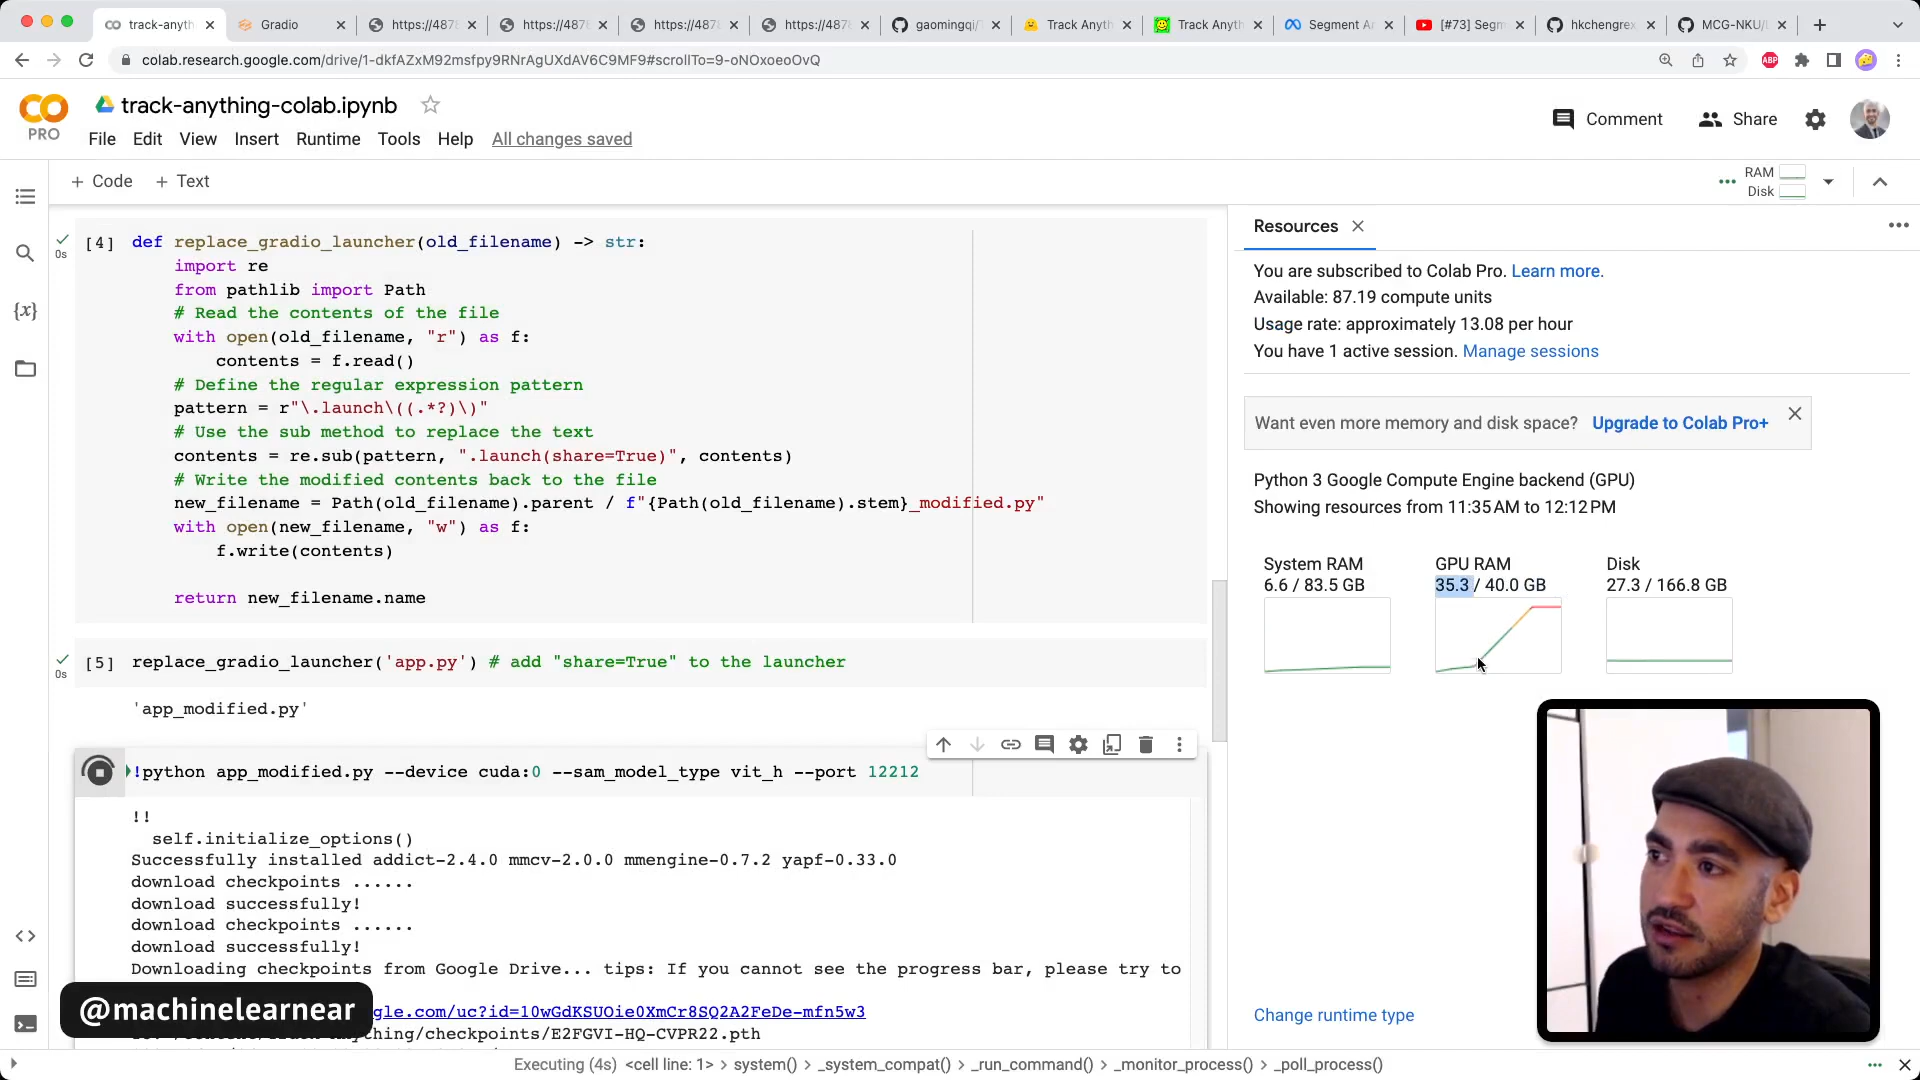 track-anyth
Gradio
https://487
https://487
https://487
https://487
gaomingqi/
Track Anyth
Track Anyth
Segment A
[#73] Segm
hkchengrex
MCG-NKU/
colab.research.google.com/drive/1-dkfAZxM92msfpy9RNrAgUXdAV6C9MF9#scrollTo=9-oNOxoeoOvQ
ABP
PRO
track-anything-colab.ipynb
Comment
Share
File Edit View Insert Runtime Tools Help All changes saved
+ Code + Text
RAM
Disk
[4]
0s
def replace_gradio_launcher(old_filename) -> str:
import re
from pathlib import Path
# Read the contents of the file
with open(old_filename, "r") as f:
contents = f.read()
# Define the regular expression pattern
pattern = r"\.launch\((.*?)\)"
# Use the sub method to replace the text
contents = re.sub(pattern, ".launch(share=True)", contents)
# Write the modified contents back to the file
new_filename = Path(old_filename).parent / f"{Path(old_filename).stem}_modified.py"
with open(new_filename, "w") as f:
f.write(contents)
return new_filename.name
[5]
0s
replace_gradio_launcher('app.py') # add "share=True" to the launcher
'app_modified.py'
!python app_modified.py --device cuda:0 --sam_model_type vit_h --port 12212
!!
self.initialize_options()
Successfully installed addict-2.4.0 mmcv-2.0.0 mmengine-0.7.2 yapf-0.33.0
download checkpoints ......
download successfully!
download checkpoints ......
download successfully!
Downloading checkpoints from Google Drive... tips: If you cannot see the progress bar, please try to
gle.com/uc?id=10wGdKSUOie0XmCr8SQ2A2FeDe-mfn5w3
/checkpoints/E2FGVI-HQ-CVPR22.pth
@machinelearnear
Resources
You are subscribed to Colab Pro. Learn more.
Available: 87.19 compute units
Usage rate: approximately 13.08 per hour
You have 1 active session. Manage sessions
Want even more memory and disk space? Upgrade to Colab Pro+
Python 3 Google Compute Engine backend (GPU)
Showing resources from 11:35 AM to 12:12 PM
System RAM
6.6 / 83.5 GB
GPU RAM
35.3 / 40.0 GB
Disk
27.3 / 166.8 GB
Change runtime type
Executing (4s) <cell line: 1> > system() > _system_compat() > _run_command() > _monitor_process() > _poll_process()